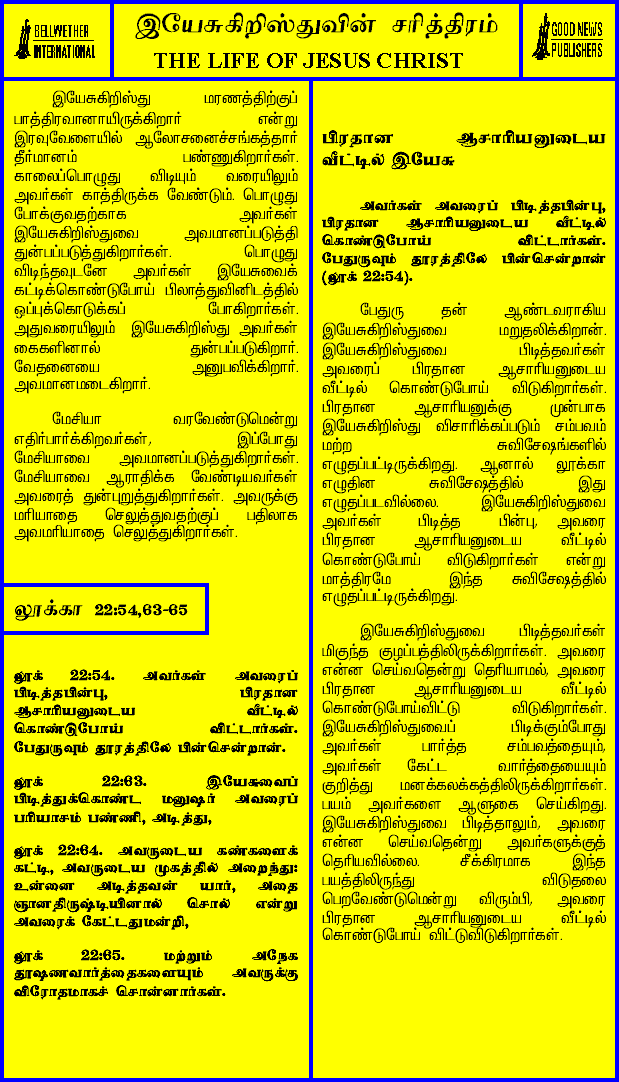 BELLWETHER
INTERNATIONAL
இயேசுகிறிஸ்துவின் சரித்திரம்
THE LIFE OF JESUS CHRIST
GOOD NEWS
PUBLISHERS
இயேசுகிறிஸ்து மரணத்திற்குப்
பாத்திரவானாயிருக்கிறார் என்று
இரவுவேளையில் ஆலோசனைச்சங்கத்தார்
தீர்மானம் பண்ணுகிறார்கள்.
காலைப்பொழுது விடியும் வரையிலும்
அவர்கள் காத்திருக்க வேண்டும். பொழுது
போக்குவதற்காக அவர்கள்
இயேசுகிறிஸ்துவை அவமானப்படுத்தி
துன்பப்படுத்துகிறார்கள். பொழுது
விடிந்தவுடனே அவர்கள் இயேசுவைக்
கட்டிக்கொண்டுபோய் பிலாத்துவினிடத்தில்
ஒப்புக்கொடுக்கப் போகிறார்கள்.
அதுவரையிலும் இயேசுகிறிஸ்து அவர்கள்
கைகளினால் துன்பப்படுகிறார்.
வேதனையை அனுபவிக்கிறார்.
அவமானமடைகிறார்.
மேசியா வரவேண்டுமென்று
எதிர்பார்க்கிறவர்கள், இப்போது
மேசியாவை அவமானப்படுத்துகிறார்கள்.
மேசியாவை ஆராதிக்க வேண்டியவர்கள்
அவரைத் துன்புறுத்துகிறார்கள். அவருக்கு
மரியாதை செலுத்துவதற்குப் பதிலாக
அவமரியாதை செலுத்துகிறார்கள்.
லூக்கா 22:54,63-65
லூக் 22:54. அவர்கள் அவரைப்
பிடித்தபின்பு, பிரதான
ஆசாரியனுடைய வீட்டில்
கொண்டுபோய் விட்டார்கள்.
பேதுருவும் தூரத்திலே பின்சென்றான்.
லூக் 22:63. இயேசுவைப்
பிடித்துக்கொண்ட மனுஷர் அவரைப்
பரியாசம் பண்ணி, அடித்து,
லூக் 22:64. அவருடைய கண்களைக்
கட்டி, அவருடைய முகத்தில் அறைந்து:
உன்னை அடித்தவன் யார், அதை
ஞானதிருஷ்டியினால் சொல் என்று
அவரைக் கேட்டதுமன்றி,
லூக் 22:65. மற்றும் அநேக
தூஷணவார்த்தைகளையும் அவருக்கு
விரோதமாகச் சொன்னார்கள்.
பிரதான ஆசாரியனுடைய
வீட்டில் இயேசு
அவர்கள் அவரைப் பிடித்தபின்பு,
பிரதான ஆசாரியனுடைய வீட்டில்
கொண்டுபோய் விட்டார்கள்.
பேதுருவும் தூரத்திலே பின்சென்றான்
(லூக் 22:54).
பேதுரு தன் ஆண்டவராகிய
இயேசுகிறிஸ்துவை மறுதலிக்கிறான்.
இயேசுகிறிஸ்துவை பிடித்தவர்கள்
அவரைப் பிரதான ஆசாரியனுடைய
வீட்டில் கொண்டுபோய் விடுகிறார்கள்.
பிரதான ஆசாரியனுக்கு முன்பாக
இயேசுகிறிஸ்து விசாரிக்கப்படும் சம்பவம்
மற்ற சுவிசேஷங்களில்
எழுதப்பட்டிருக்கிறது. ஆனால் லூக்கா
எழுதின சுவிசேஷத்தில் இது
எழுதப்படவில்லை. இயேசுகிறிஸ்துவை
அவர்கள் பிடித்த பின்பு, அவரை
பிரதான ஆசாரியனுடைய வீட்டில்
கொண்டுபோய் விடுகிறார்கள் என்று
மாத்திரமே இந்த சுவிசேஷத்தில்
எழுதப்பட்டிருக்கிறது.
இயேசுகிறிஸ்துவை பிடித்தவர்கள்
மிகுந்த குழப்பத்திலிருக்கிறார்கள். அவரை
என்ன செய்வதென்று தெரியாமல், அவரை
பிரதான ஆசாரியனுடைய வீட்டில்
கொண்டுபோய்விட்டு விடுகிறார்கள்.
இயேசுகிறிஸ்துவைப் பிடிக்கும்போது
அவர்கள் பார்த்த சம்பவத்தையும்,
அவர்கள் கேட்ட வார்த்தையையும்
குறித்து மனக்கலக்கத்திலிருக்கிறார்கள்.
பயம் அவர்களை ஆளுகை செய்கிறது.
இயேசுகிறிஸ்துவை பிடித்தாலும், அவரை
என்ன செய்வதென்று அவர்களுக்குத்
தெரியவில்லை. சீக்கிரமாக இந்த
பயத்திலிருந்து விடுதலை
பெறவேண்டுமென்று விரும்பி, அவரை
பிரதான ஆசாரியனுடைய வீட்டில்
கொண்டுபோய் விட்டுவிடுகிறார்கள்.